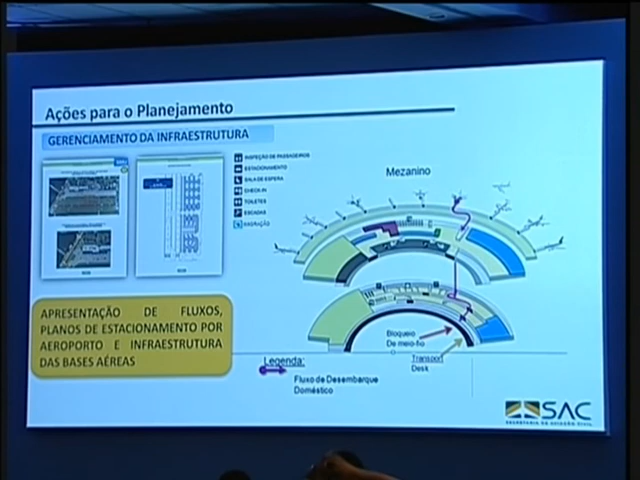 Ações para o Planejamento
GERENCIAMENTO DA INFRAESTRUTURA
INSPEÇÃO DE PASSAGEIROS
ESTACIONAMENTO
SALA DE ESPERA
CHECK-IN
TOILETES
ESCADAS
Mezanino
APRESENTAÇÃO DE FLUXOS,
PLANOS DE ESTACIONAMENTO POR
AEROPORTO E INFRAESTRUTURA
DAS BASES AÉREAS
Bloqueio
De meio-fio
Transport
Desk
Legenda:
Fluxo de Desembarque
Doméstico
SAC
SECRETARIA DE AVIAÇÃO CIVIL